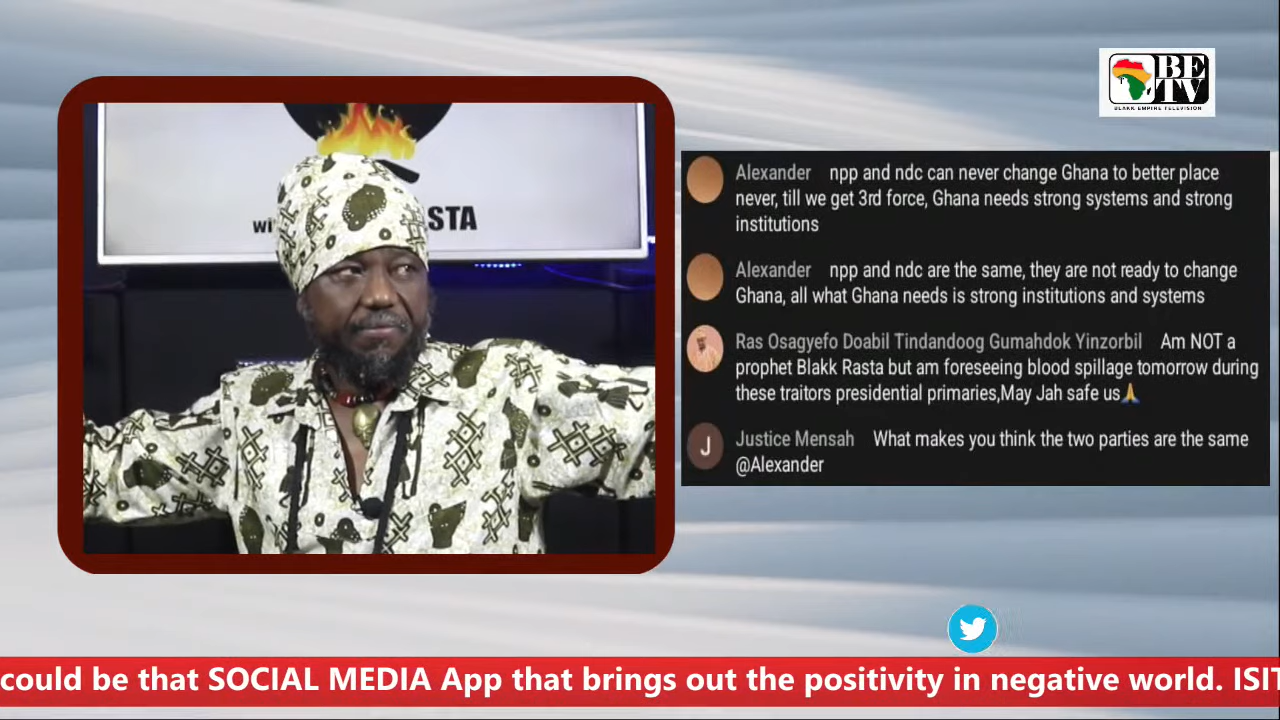 BE
TV
BLAKK EMPIRE TELEVISION
STA
Alexander npp and ndc can never change Ghana to better place
never, till we get 3rd force, Ghana needs strong systems and strong
institutions
Alexander npp and ndc are the same, they are not ready to change
Ghana, all what Ghana needs is strong institutions and systems
Ras Osagyefo Doabil Tindandoog Gumahdok Yinzorbil Am NOT a
prophet Blakk Rasta but am foreseeing blood spillage tomorrow during
these traitors presidential primaries,May Jah safe us🙏
J Justice Mensah What makes you think the two parties are the same
@Alexander
could be that SOCIAL MEDIA App that brings out the positivity in negative world. ISIT